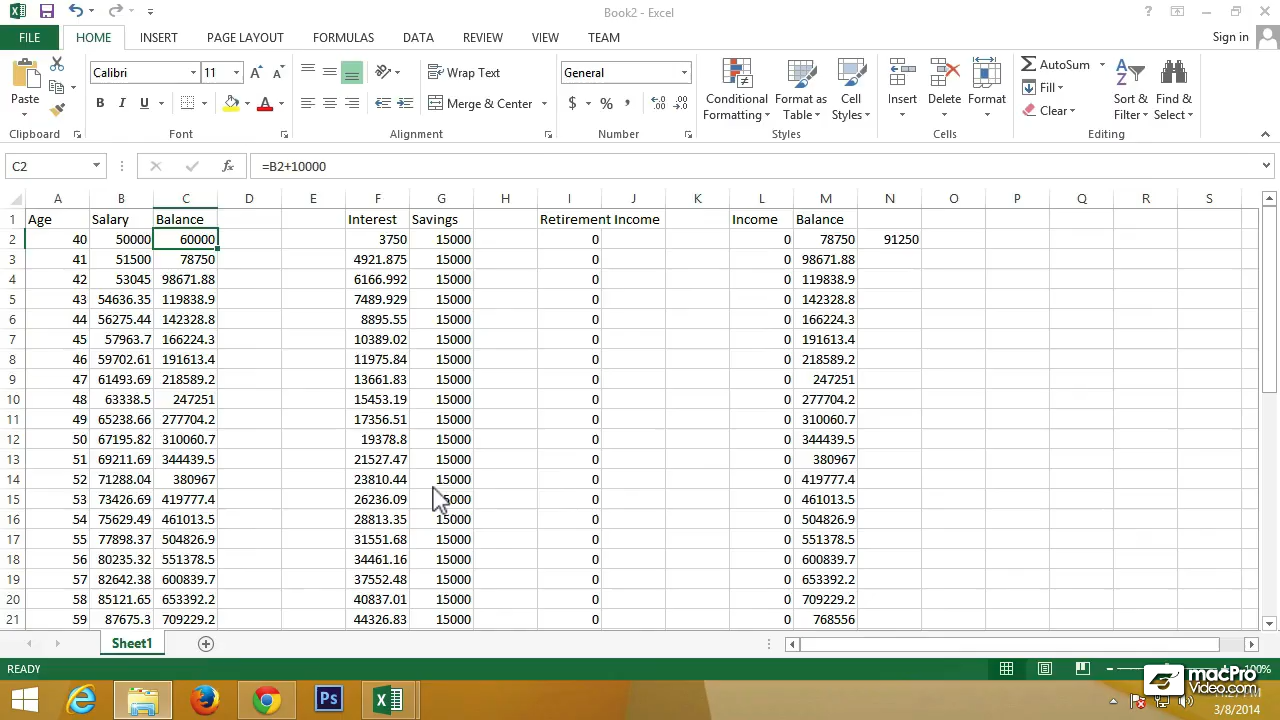 Book2 - Excel
FILE HOME INSERT PAGE LAYOUT FORMULAS DATA REVIEW VIEW TEAM Sign in
Calibri 11 Wrap Text General AutoSum
Paste Conditional Formatting Format as Table Cell Styles Insert Delete Format Fill Sort & Filter Find & Select
B I U Merge & Center $ % , Clear
Clipboard Font Alignment Number Styles Cells Editing
C2 fx =B2+10000
A B C D E F G H I J K L M N O P Q R S
1 Age Salary Balance Interest Savings Retirement Income Income Balance
2 40 50000 60000 3750 15000 0 0 78750 91250
3 41 51500 78750 4921.875 15000 0 0 98671.88
4 42 53045 98671.88 6166.992 15000 0 0 119838.9
5 43 54636.35 119838.9 7489.929 15000 0 0 142328.8
6 44 56275.44 142328.8 8895.55 15000 0 0 166224.3
7 45 57963.7 166224.3 10389.02 15000 0 0 191613.4
8 46 59702.61 191613.4 11975.84 15000 0 0 218589.2
9 47 61493.69 218589.2 13661.83 15000 0 0 247251
10 48 63338.5 247251 15453.19 15000 0 0 277704.2
11 49 65238.66 277704.2 17356.51 15000 0 0 310060.7
12 50 67195.82 310060.7 19378.8 15000 0 0 344439.5
13 51 69211.69 344439.5 21527.47 15000 0 0 380967
14 52 71288.04 380967 23810.44 15000 0 0 419777.4
15 53 73426.69 419777.4 26236.09 5000 0 0 461013.5
16 54 75629.49 461013.5 28813.35 15000 0 0 504826.9
17 55 77898.37 504826.9 31551.68 15000 0 0 551378.5
18 56 80235.32 551378.5 34461.16 15000 0 0 600839.7
19 57 82642.38 600839.7 37552.48 15000 0 0 653392.2
20 58 85121.65 653392.2 40837.01 15000 0 0 709229.2
21 59 87675.3 709229.2 44326.83 15000 0 0 768556
Sheet1
READY 100%
Ps
macPro
Video.com
3/8/2014